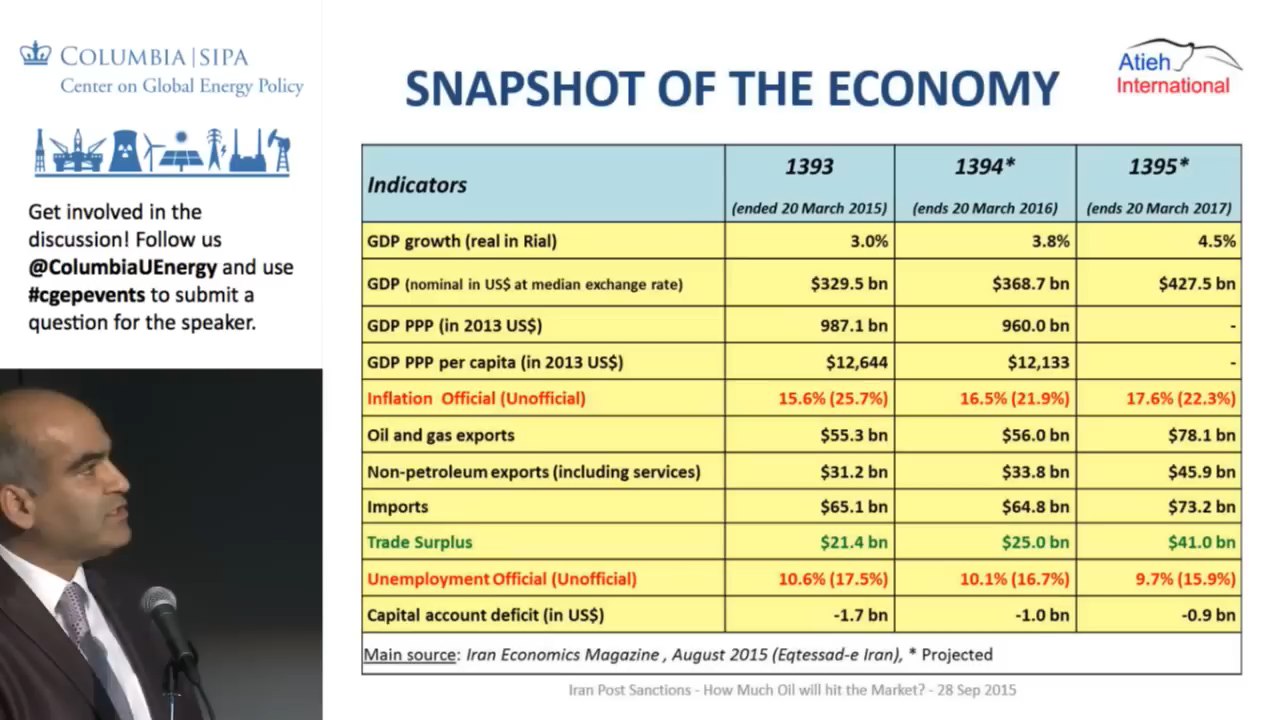 COLUMBIA | SIPA
Center on Global Energy Policy
Get involved in the
discussion! Follow us
@ColumbiaUEnergy and use
#cgepevents to submit a
question for the speaker.
Atieh
International
SNAPSHOT OF THE ECONOMY
Indicators 1393 1394* 1395*
(ended 20 March 2015) (ends 20 March 2016) (ends 20 March 2017)
GDP growth (real in Rial) 3.0% 3.8% 4.5%
GDP (nominal in US$ at median exchange rate) $329.5 bn $368.7 bn $427.5 bn
GDP PPP (in 2013 US$) 987.1 bn 960.0 bn -
GDP PPP per capita (in 2013 US$) $12,644 $12,133 -
Inflation Official (Unofficial) 15.6% (25.7%) 16.5% (21.9%) 17.6% (22.3%)
Oil and gas exports $55.3 bn $56.0 bn $78.1 bn
Non-petroleum exports (including services) $31.2 bn $33.8 bn $45.9 bn
Imports $65.1 bn $64.8 bn $73.2 bn
Trade Surplus $21.4 bn $25.0 bn $41.0 bn
Unemployment Official (Unofficial) 10.6% (17.5%) 10.1% (16.7%) 9.7% (15.9%)
Capital account deficit (in US$) -1.7 bn -1.0 bn -0.9 bn
Main source: Iran Economics Magazine , August 2015 (Eqtessad-e Iran), * Projected
Iran Post Sanctions - How Much Oil will hit the Market? - 28 Sep 2015